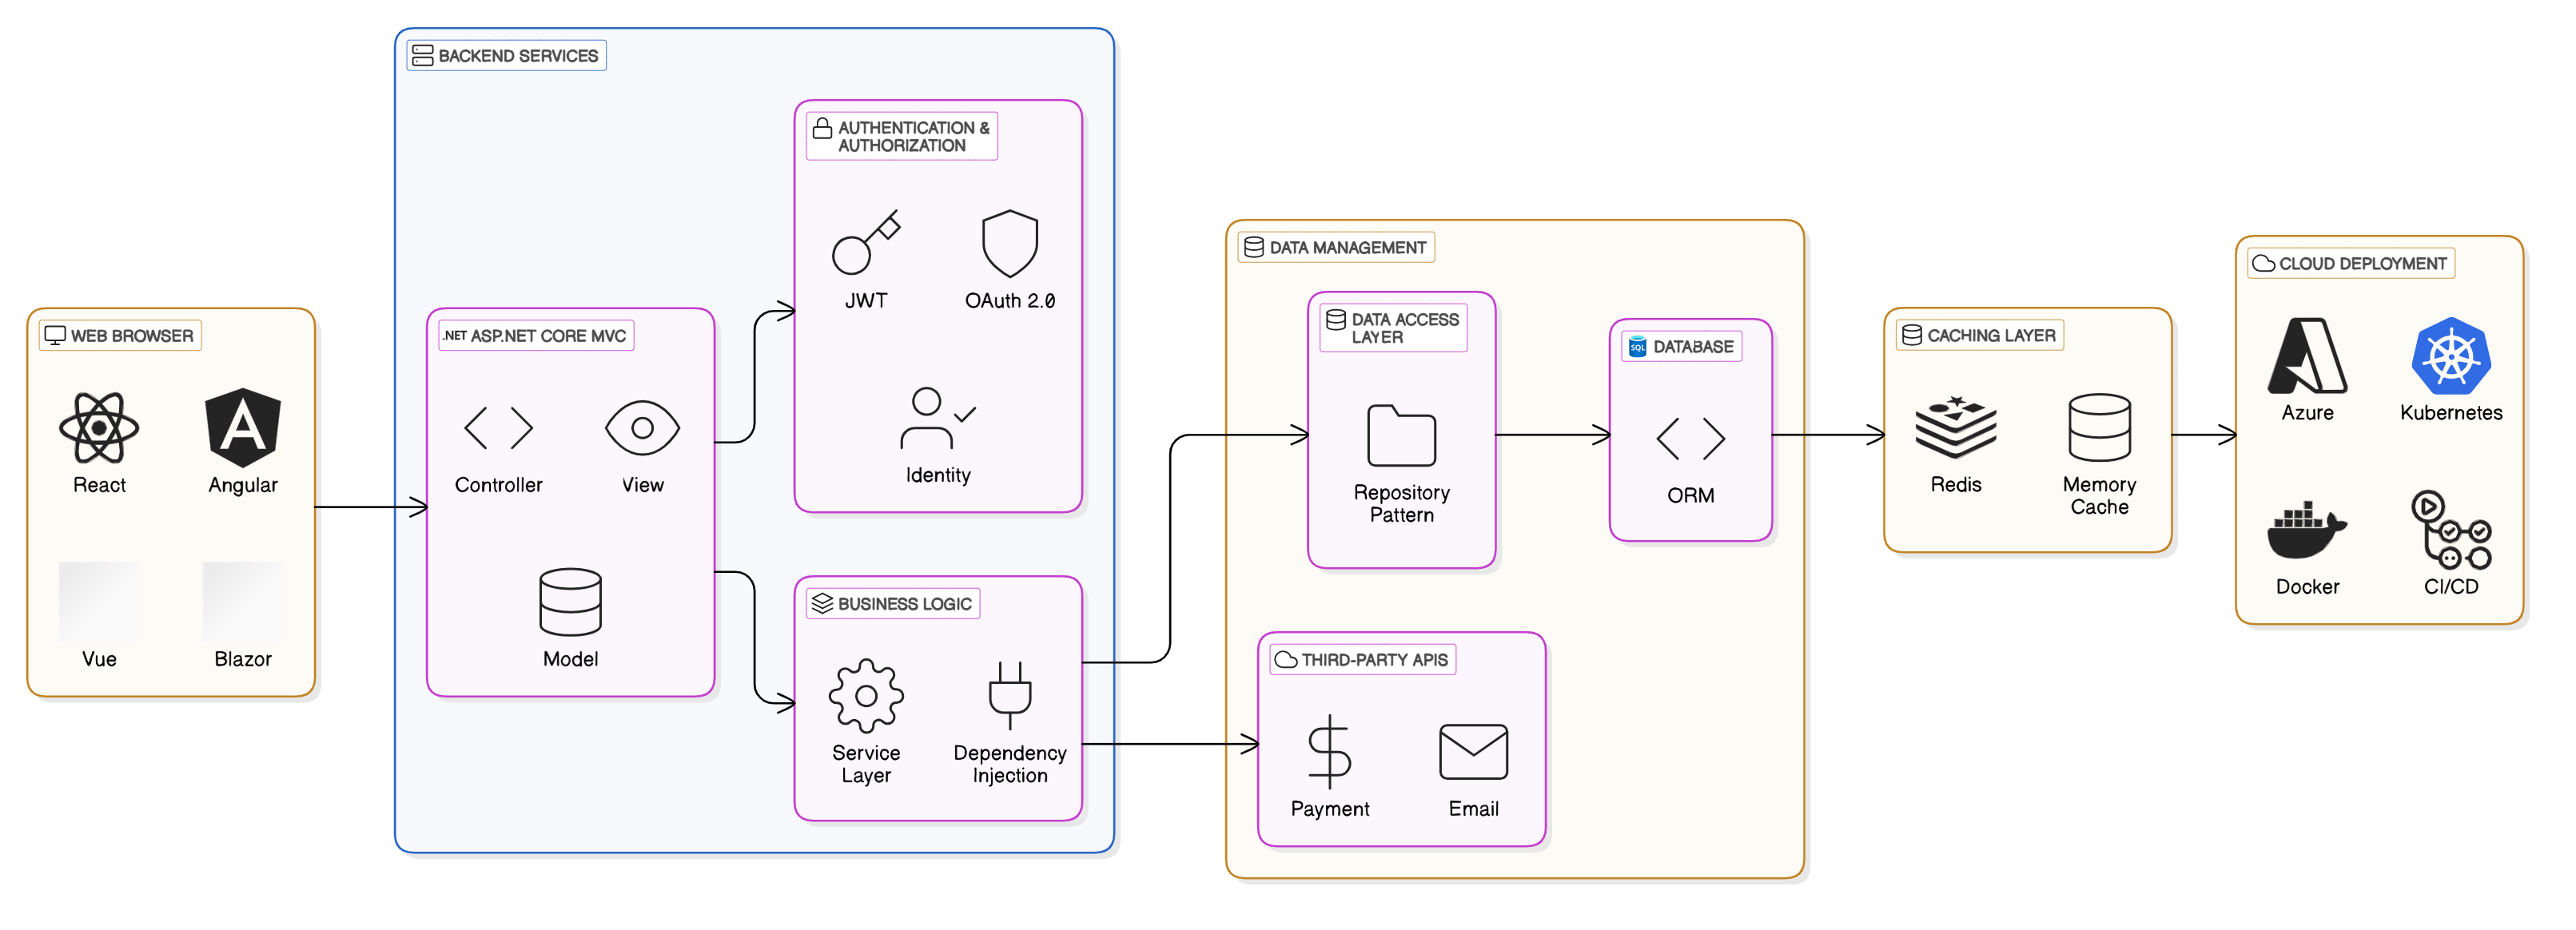 BACKEND SERVICES
AUTHENTICATION &
AUTHORIZATION
JWT
OAuth 2.0
Identity
WEB BROWSER
React
Angular
Vue
Blazor
.NET ASP.NET CORE MVC
Controller
View
Model
BUSINESS LOGIC
Service
Layer
Dependency
Injection
DATA MANAGEMENT
DATA ACCESS
LAYER
Repository
Pattern
SQL DATABASE
ORM
THIRD-PARTY APIS
Payment
Email
CACHING LAYER
Redis
Memory
Cache
CLOUD DEPLOYMENT
Azure
Kubernetes
Docker
CI/CD